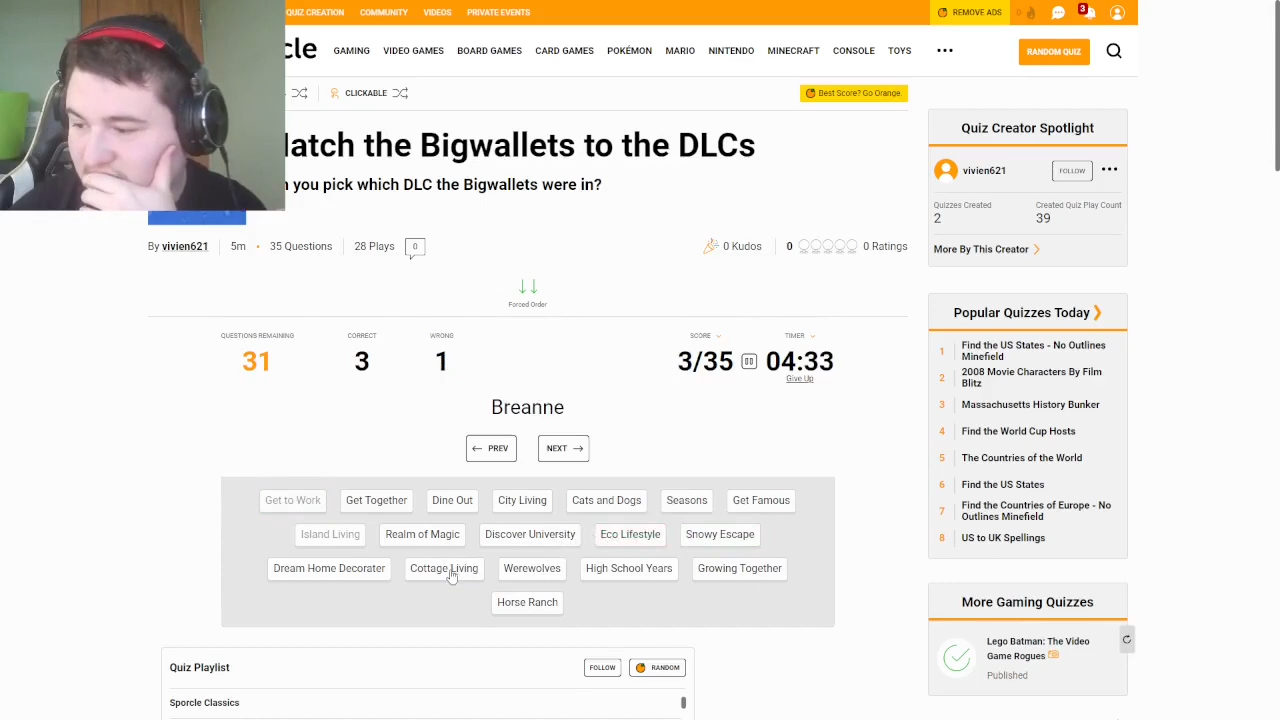 QUIZ CREATION COMMUNITY VIDEOS PRIVATE EVENTS
REMOVE ADS
3
cle
GAMING VIDEO GAMES BOARD GAMES CARD GAMES POKÉMON MARIO NINTENDO MINECRAFT CONSOLE TOYS
RANDOM QUIZ
CLICKABLE
Best Score? Go Orange.
Match the Bigwallets to the DLCs
n you pick which DLC the Bigwallets were in?
By vivien621 5m • 35 Questions 28 Plays 0
0 Kudos 0 0 Ratings
Forced Order
QUESTIONS REMAINING CORRECT WRONG SCORE TIMER
31 3 1 3/35 04:33
Give Up
Breanne
PREV NEXT
Get to Work Get Together Dine Out City Living Cats and Dogs Seasons Get Famous
Island Living Realm of Magic Discover University Eco Lifestyle Snowy Escape
Dream Home Decorator Cottage Living Werewolves High School Years Growing Together
Horse Ranch
Quiz Playlist FOLLOW RANDOM
Sporcle Classics
Quiz Creator Spotlight
vivien621 FOLLOW
Quizzes Created Created Quiz Play Count
2 39
More By This Creator
Popular Quizzes Today
1 Find the US States - No Outlines
Minefield
2 2008 Movie Characters By Film
Blitz
3 Massachusetts History Bunker
4 Find the World Cup Hosts
5 The Countries of the World
6 Find the US States
7 Find the Countries of Europe - No
Outlines Minefield
8 US to UK Spellings
More Gaming Quizzes
Lego Batman: The Video
Game Rogues
Published